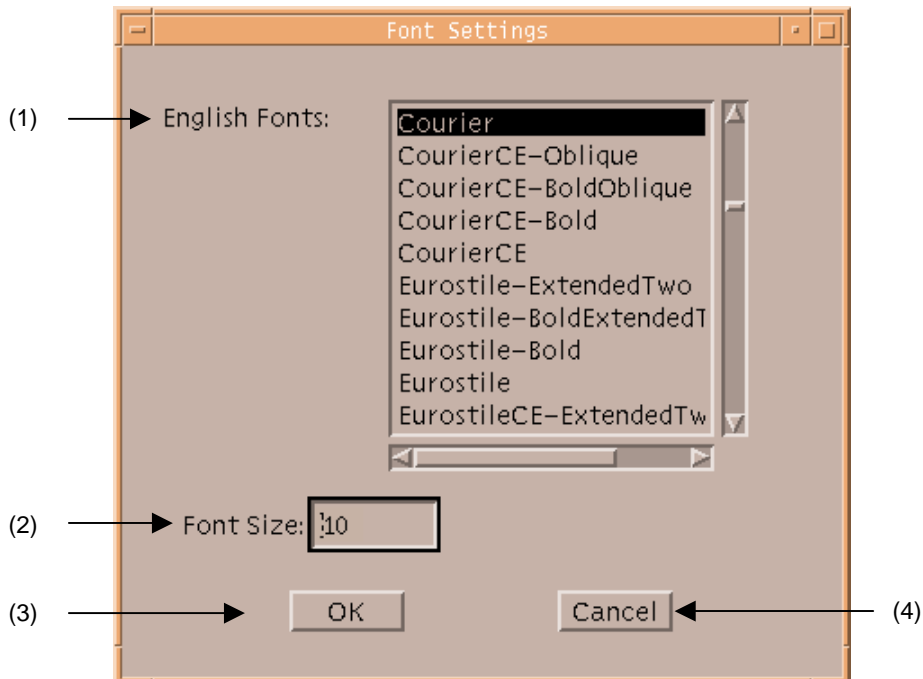 Font Settings
(1)
English Fonts:
Courier
CourierCE-Oblique
CourierCE-BoldOblique
CourierCE-Bold
CourierCE
Eurostile-ExtendedTwo
Eurostile-BoldExtendedT
Eurostile-Bold
Eurostile
EurostileCE-ExtendedTw
(2)
Font Size: 10
(3)
OK
Cancel
(4)